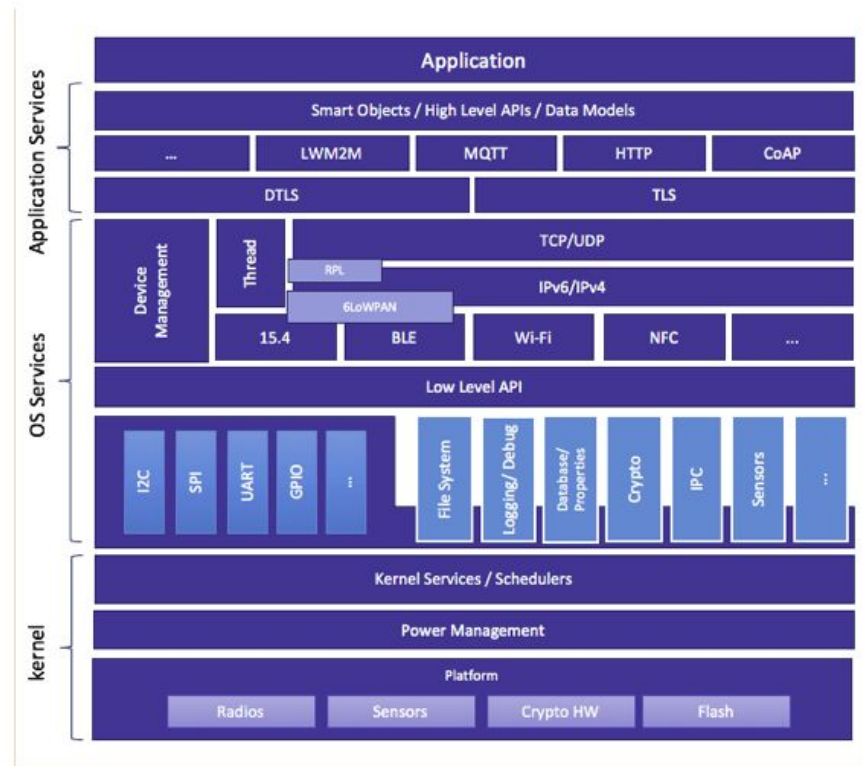 Application
Application Services
Smart Objects / High Level APIs / Data Models
...
LWM2M
MQTT
HTTP
CoAP
DTLS
TLS
OS Services
Device
Management
Thread
TCP/UDP
RPL
IPv6/IPv4
6LoWPAN
15.4
BLE
Wi-Fi
NFC
...
Low Level API
I2C
SPI
UART
GPIO
...
File System
Logging/ Debug
Database/
Properties
Crypto
IPC
Sensors
...
kernel
Kernel Services / Schedulers
Power Management
Platform
Radios
Sensors
Crypto HW
Flash